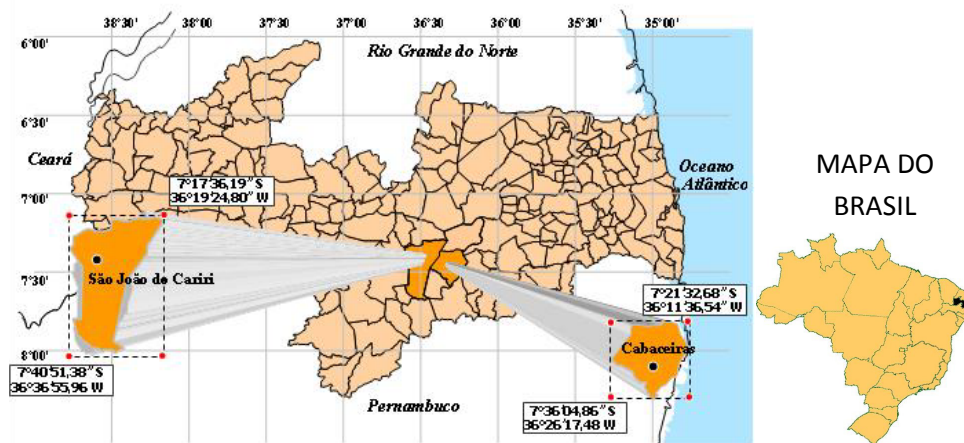 38°30' 38°00' 37°30' 37°00' 36°30' 36°00' 35°30' 35°00'
6°00'
Rio Grande do Norte
6°30'
Ceará
Oceano
Atlântico
7°00'
7°17'36,19" S
36°19'24,80" W
São João do Cariri
7°30'
7°21'32,68" S
36°11'36,54" W
Cabaceiras
8°00'
7°40'51,38" S
36°36'55,96 W
Pernambuco
7°36'04,86" S
36°26'17,48 W
MAPA DO
BRASIL